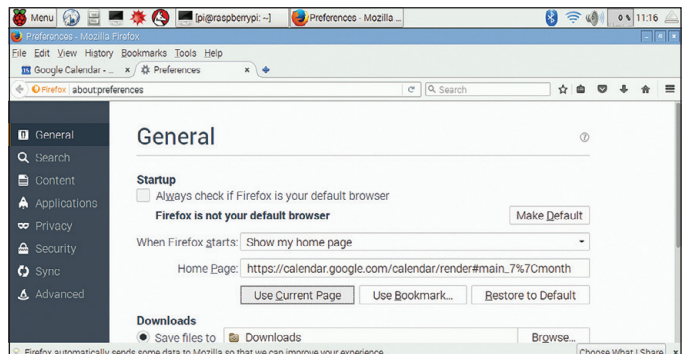 Menu [pi@raspberrypi: ~] Preferences - Mozilla ... 0 % 11:16
Preferences - Mozilla Firefox
File Edit View History Bookmarks Tools Help
Google Calendar - ... × Preferences ×
Firefox about:preferences Search
General
Search
Content
Applications
Privacy
Security
Sync
Advanced
General
Startup
Always check if Firefox is your default browser
Firefox is not your default browser Make Default
When Firefox starts: Show my home page
Home Page: https://calendar.google.com/calendar/render#main_7%7Cmonth
Use Current Page Use Bookmark... Restore to Default
Downloads
Save files to Downloads Browse...
Firefox automatically sends some data to Mozilla so that we can improve your experience. Choose What I Share ×